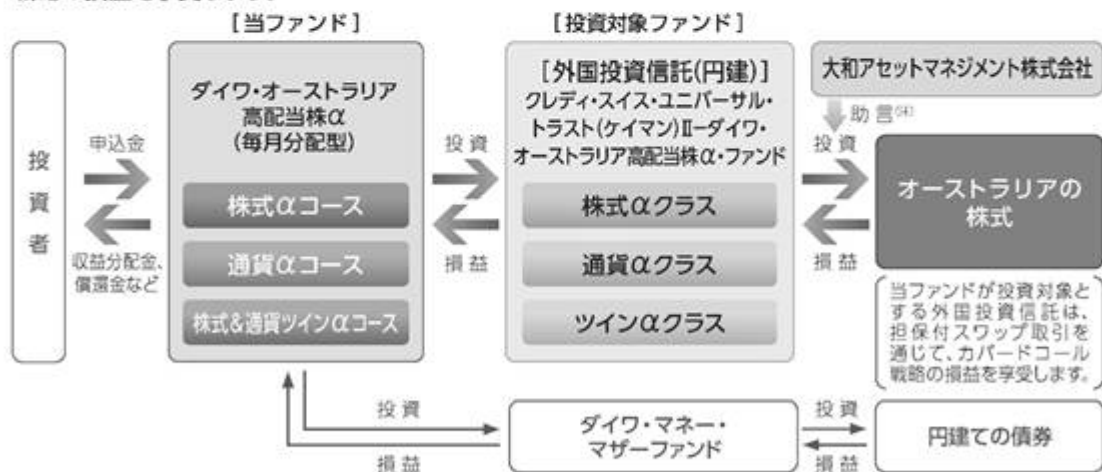 [当ファンド]
[投資対象ファンド]
投資者
申込金
収益分配金、
償還金など
ダイワ・オーストラリア
高配当株α
(毎月分配型)
株式αコース
通貨αコース
株式&通貨ツインαコース
投資
損益
[外国投資信託(円建)]
クレディ・スイス・ユニバーサル・
トラスト(ケイマン)Ⅱ−ダイワ・
オーストラリア高配当株α・ファンド
株式αクラス
通貨αクラス
ツインαクラス
大和アセットマネジメント株式会社
助言
投資
損益
オーストラリアの
株式
当ファンドが投資対象と
する外国投資信託は、
担保付スワップ取引を
通じて、カバードコール
戦略の損益を享受します。
投資
損益
ダイワ・マネー・
マザーファンド
投資
損益
円建ての債券